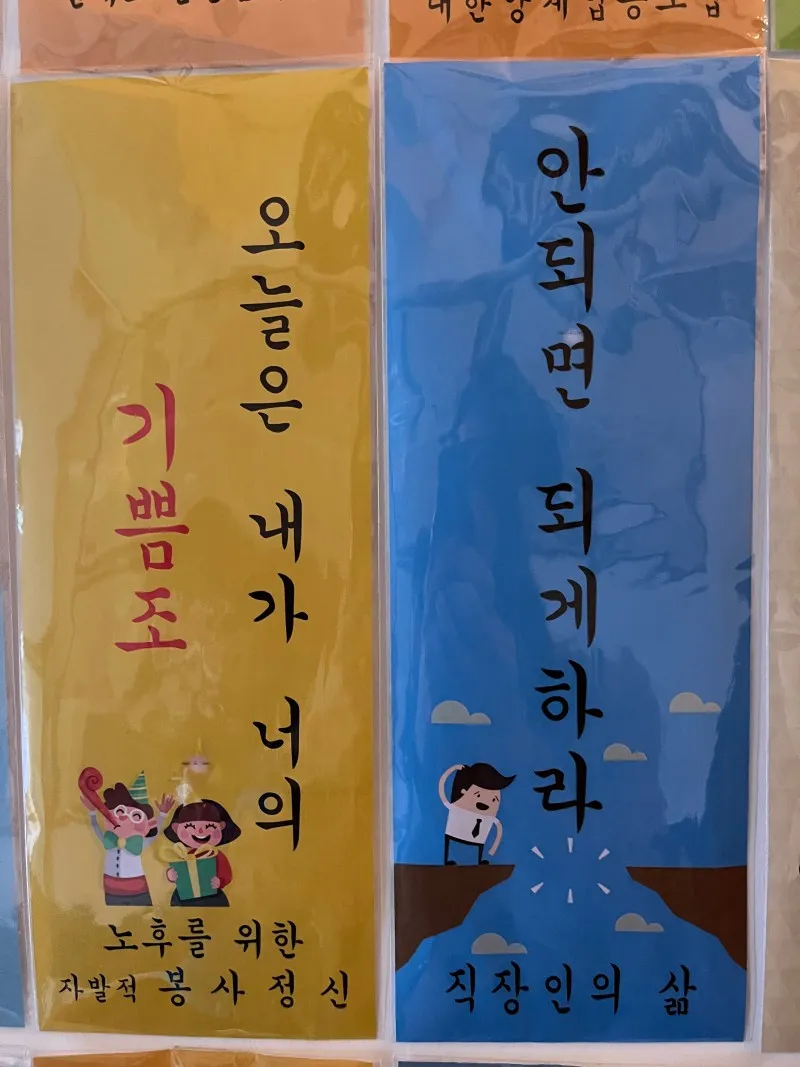 오늘은 내가 너의
기쁨조
노후를 위한
자발적 봉사정신
안되면 되게하라
직장인의 삶